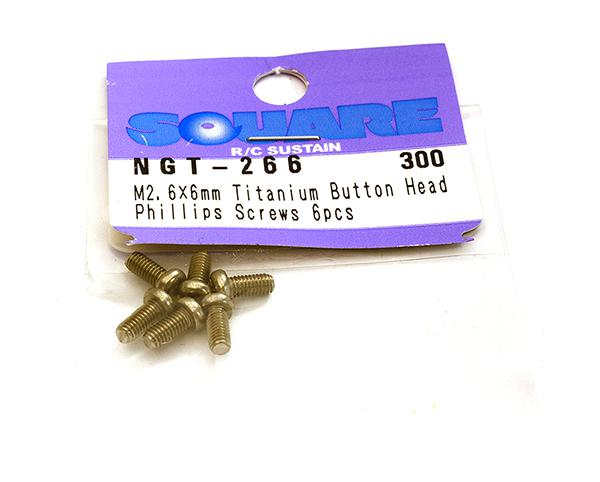 SQUARE
R/C SUSTAIN
NGT-266 300
M2.6X6mm Titanium Button Head
Phillips Screws 6pcs